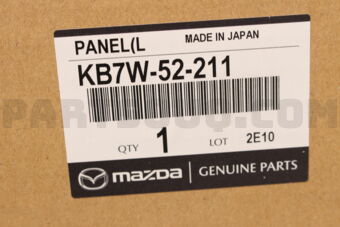 PANEL(L MADE IN JAPAN
KB7W-52-211
QTY 1 LOT 2E10
mazda GENUINE PARTS